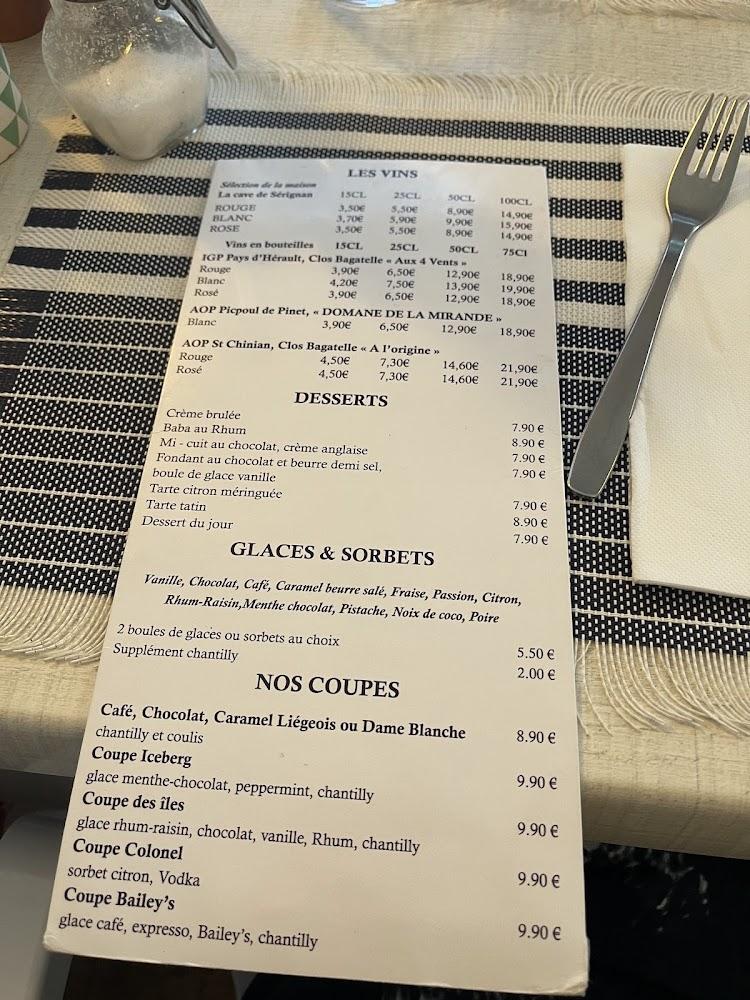 LES VINS
Sélection de la maison
La cave de Sérignan 15CL 25CL 50CL 100CL
ROUGE 3,50€ 5,50€ 8,90€ 14,90€
BLANC 3,70€ 5,90€ 9,90€ 15,90€
ROSE 3,50€ 5,50€ 8,90€ 14,90€
Vins en bouteilles 15CL 25CL 50CL 75Cl
IGP Pays d'Hérault, Clos Bagatelle « Aux 4 Vents »
Rouge 3,90€ 6,50€ 12,90€ 18,90€
Blanc 4,20€ 7,50€ 13,90€ 19,90€
Rosé 3,90€ 6,50€ 12,90€ 18,90€
AOP Picpoul de Pinet, « DOMANE DE LA MIRANDE »
Blanc 3,90€ 6,50€ 12,90€ 18,90€
AOP St Chinian, Clos Bagatelle « A l'origine »
Rouge 4,50€ 7,30€ 14,60€ 21,90€
Rosé 4,50€ 7,30€ 14,60€ 21,90€
DESSERTS
Crème brulée 7.90 €
Baba au Rhum 8.90 €
Mi - cuit au chocolat, crème anglaise 7.90 €
Fondant au chocolat et beurre demi sel, 7.90 €
boule de glace vanille
Tarte citron méringuée 7.90 €
Tarte tatin 8.90 €
Dessert du jour 7.90 €
GLACES & SORBETS
Vanille, Chocolat, Café, Caramel beurre salé, Fraise, Passion, Citron,
Rhum-Raisin,Menthe chocolat, Pistache, Noix de coco, Poire
2 boules de glaces ou sorbets au choix 5.50 €
Supplément chantilly 2.00 €
NOS COUPES
Café, Chocolat, Caramel Liégeois ou Dame Blanche 8.90 €
chantilly et coulis
Coupe Iceberg 9.90 €
glace menthe-chocolat, peppermint, chantilly
Coupe des îles 9.90 €
glace rhum-raisin, chocolat, vanille, Rhum, chantilly
Coupe Colonel 9.90 €
sorbet citron, Vodka
Coupe Bailey's 9.90 €
glace café, expresso, Bailey's, chantilly